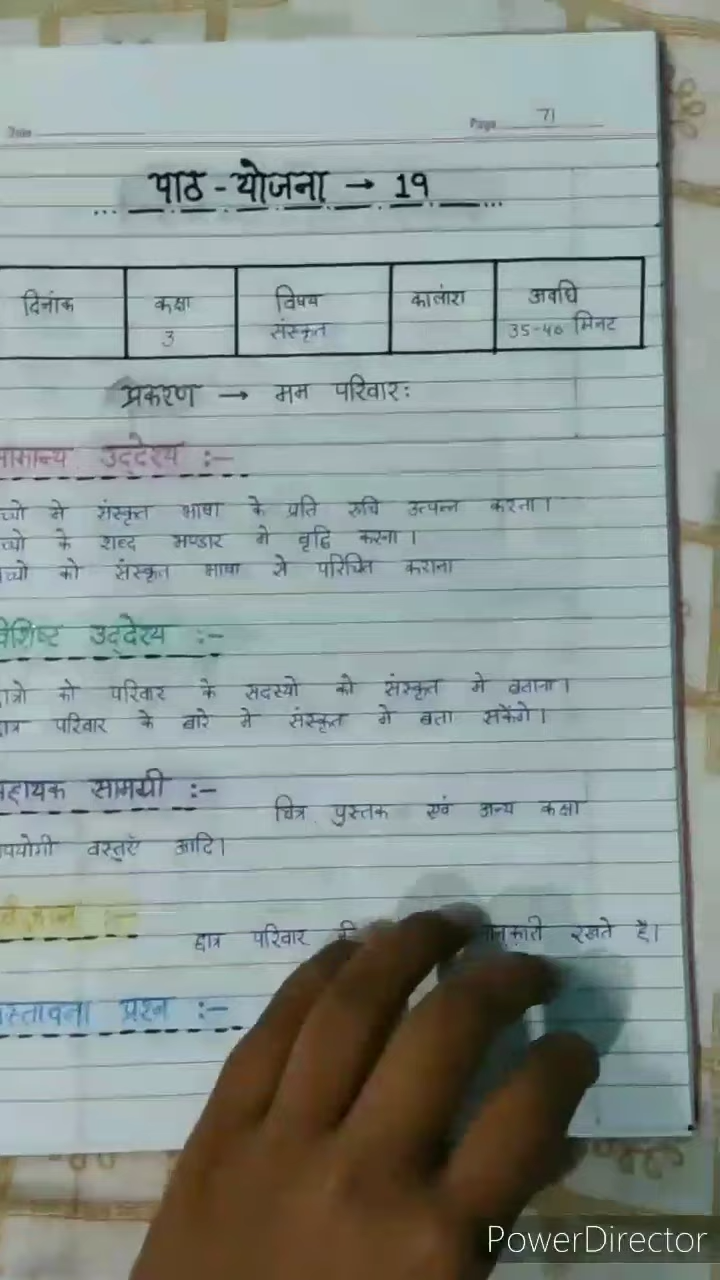 Page 71
पाठ - योजना → 19
दिनांक कक्षा विषय कालांश अवधि
3 संस्कृत 35-40 मिनट
प्रकरण → मम परिवारः
सामान्य उद्देश्य :-
च्चो मे संस्कृत भाषा के प्रति रुचि उत्पन्न करना।
च्चो के शब्द भण्डार मे वृद्धि करना।
च्चो को संस्कृत भाषा से परिचित कराना
विशिष्ट उद्देश्य :-
ात्रो को परिवार के सदस्यो को संस्कृत मे बताना।
ात्र परिवार के बारे मे संस्कृत मे बता सकेंगे।
सहायक सामग्री :-
चित्र पुस्तक एवं अन्य कक्षा
पयोगी वस्तुएँ आदि।
छात्र परिवार रखते है।
स्तावना प्रश्न :-
PowerDirector